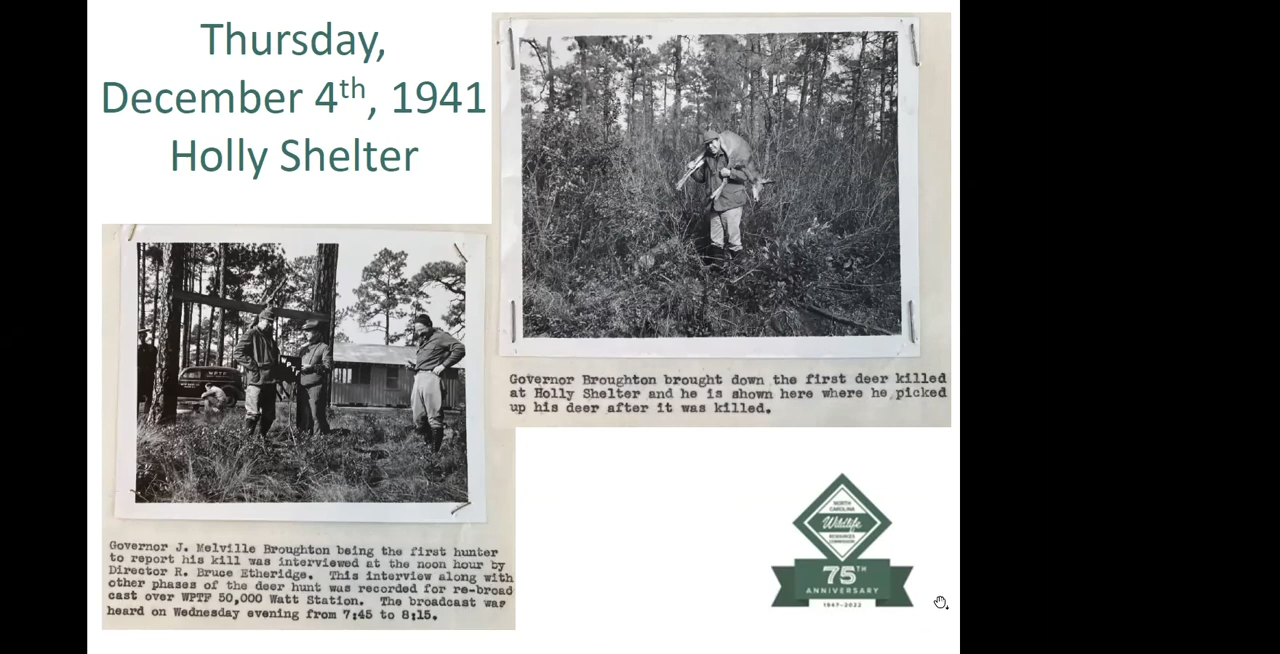 Thursday,
December 4th, 1941
Holly Shelter
Governor Broughton brought down the first deer killed
at Holly Shelter and he is shown here where he picked
up his deer after it was killed.
WPTF
Governor J. Melville Broughton being the first hunter
to report his kill was interviewed at the noon hour by
Director R. Bruce Etheridge. This interview along with
other phases of the deer hunt was recorded for re-broad
cast over WPTF 50,000 Watt Station. The broadcast was
heard on Wednesday evening from 7:45 to 8:15.
NORTH
CAROLINA
Wildlife
RESOURCES
COMMISSION
75TH
ANNIVERSARY
1947-2022